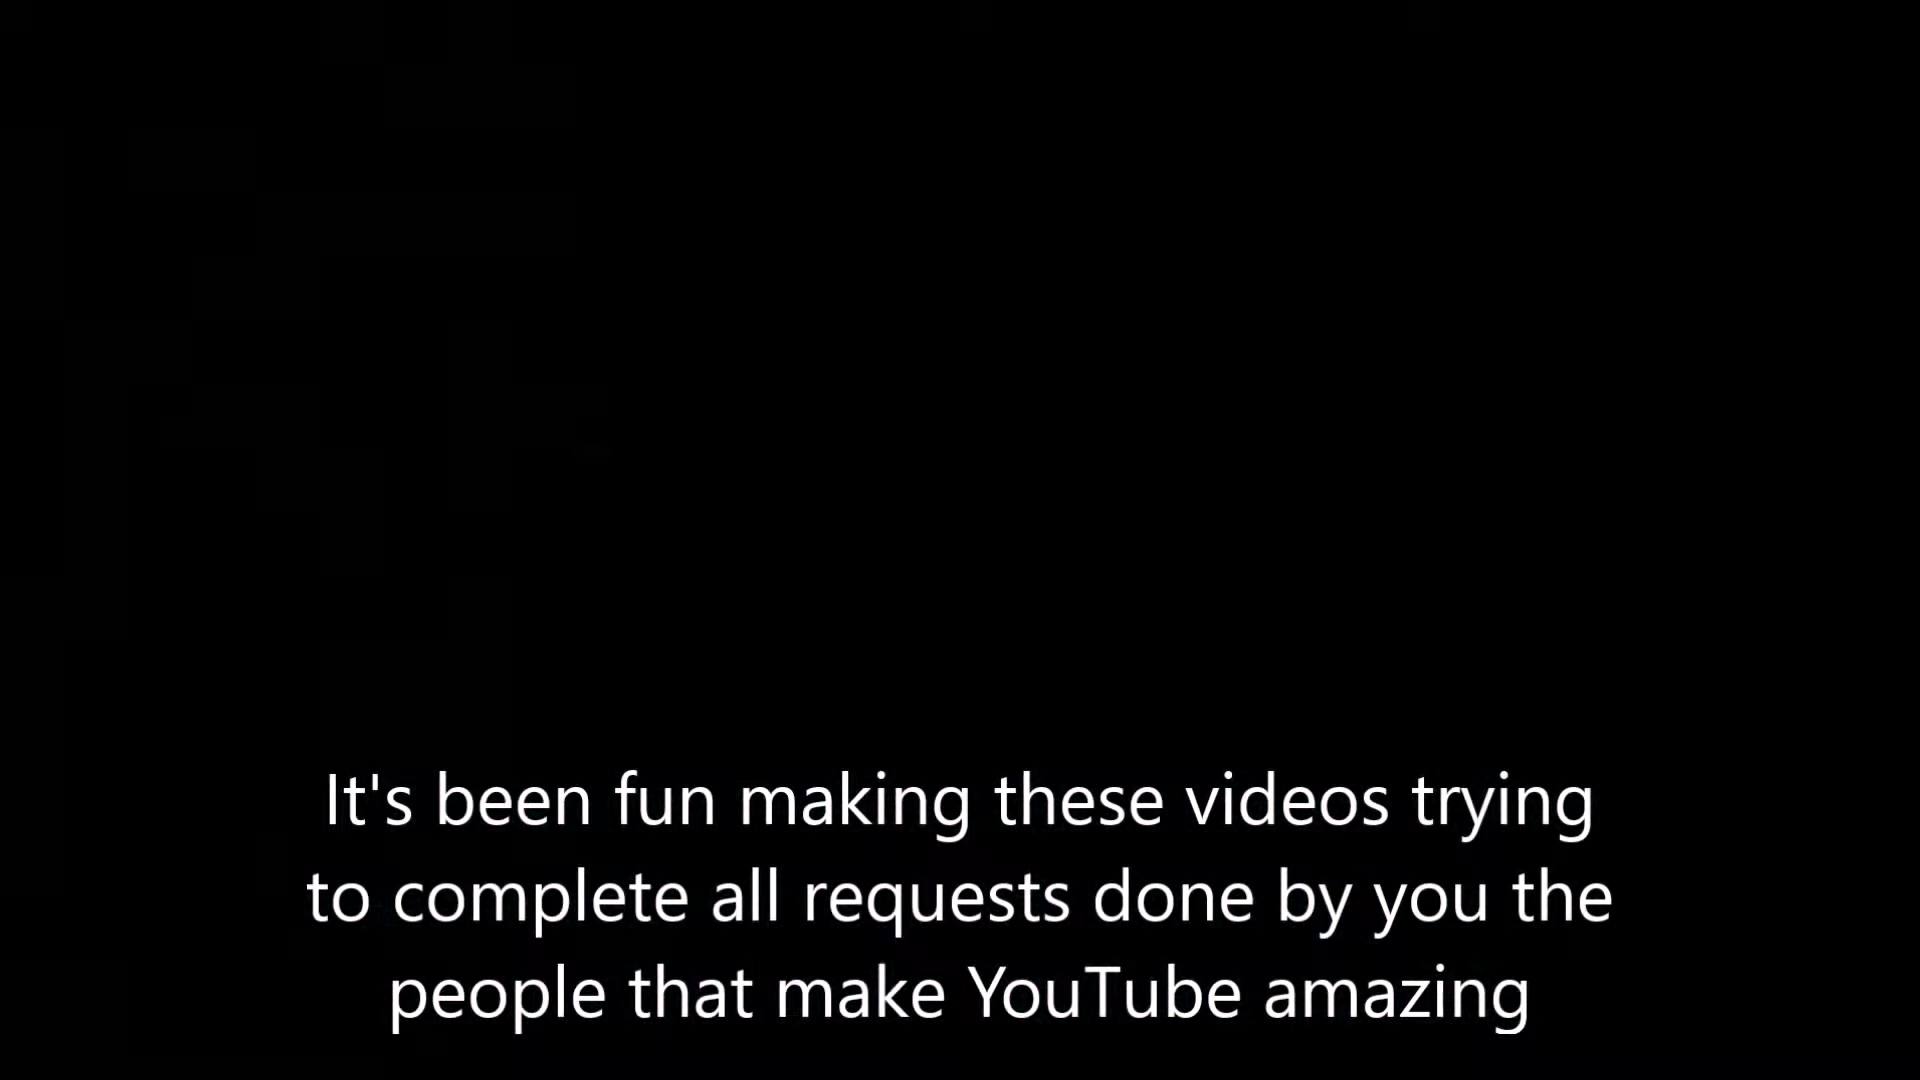 It's been fun making these videos trying
to complete all requests done by you the
people that make YouTube amazing